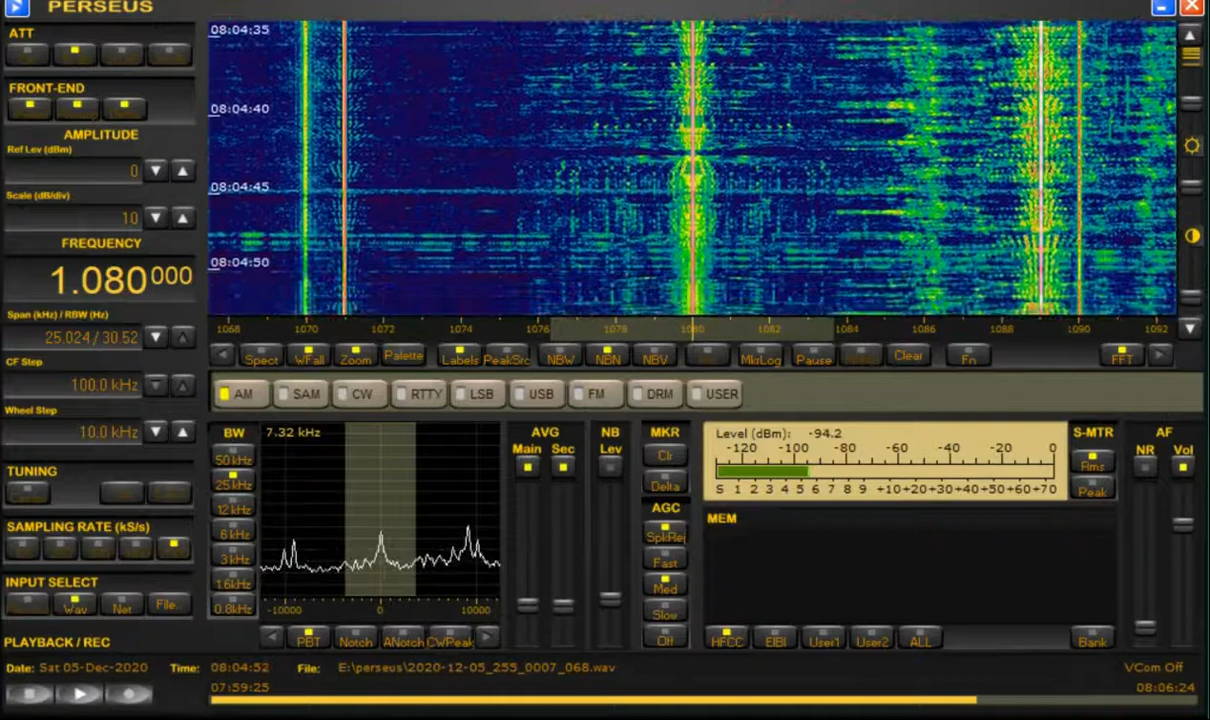 PERSEUS
ATT
FRONT-END
AMPLITUDE
Ref Lev (dBm)
0
Scale (dB/div)
10
FREQUENCY
1.080000
Span (kHz) / RBW (Hz)
25.024 / 30.52
CF Step
100.0 kHz
Wheel Step
10.0 kHz
TUNING
SAMPLING RATE (kS/s)
INPUT SELECT
Wav Net File..
PLAYBACK / REC
08:04:35
08:04:40
08:04:45
08:04:50
1068 1070 1072 1074 1076 1078 1080 1082 1084 1086 1088 1090 1092
Spect WFall Zoom Palette Labels PeakSrc NBW NBN NBV MkrLog Pause Clear Fn FFT
AM SAM CW RTTY LSB USB FM DRM USER
BW
50 kHz
25 kHz
12 kHz
6 kHz
3 kHz
1.6kHz
0.8kHz
7.32 kHz
-10000 0 10000
PBT Notch ANotch CWPeak
AVG
Main Sec
NB
Lev
MKR
Clr
Delta
AGC
SpkRej
Fast
Med
Slow
Off
Level (dBm): -94.2
-120 -100 -80 -60 -40 -20 0
S 1 2 3 4 5 6 7 8 9 +10+20+30+40+50+60+70
S-MTR
Rms
Peak
AF
NR Vol
MEM
HFCC EIBI User1 User2 ALL Bank
Date: Sat 05-Dec-2020 Time: 08:04:52 File: E:\perseus\2020-12-05_255_0007_068.wav VCom Off
07:59:25 08:06:24